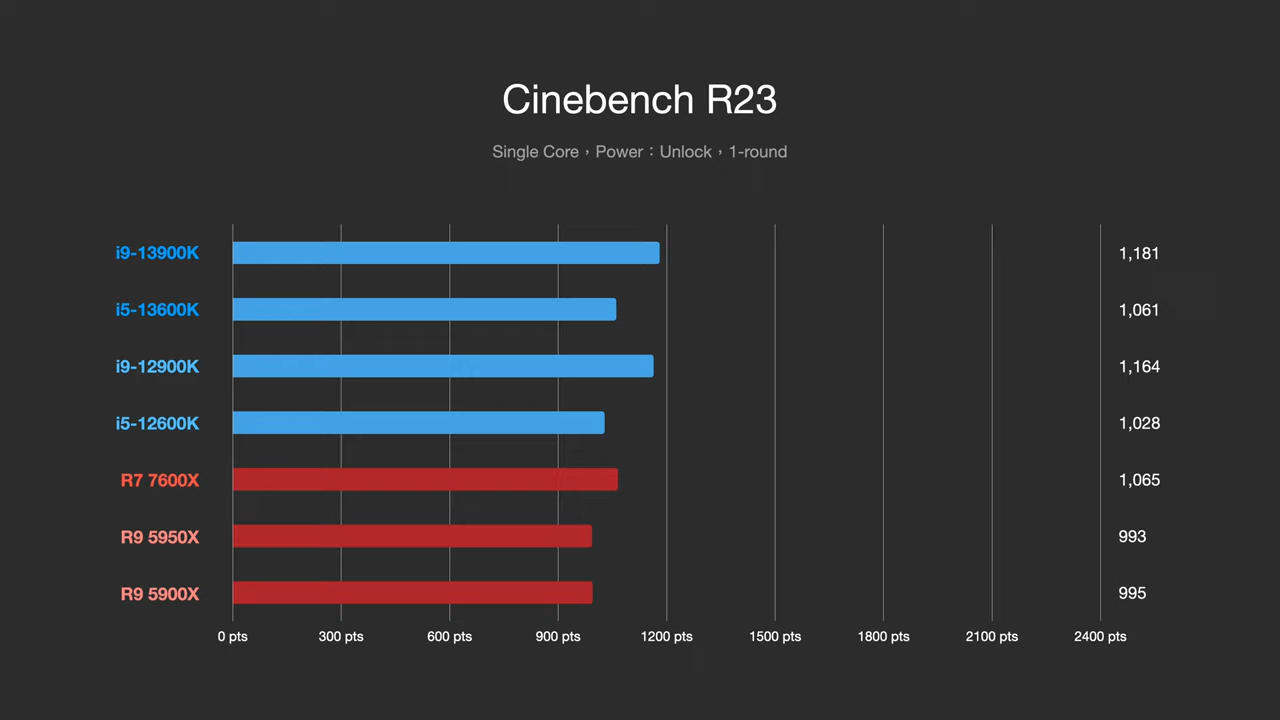 Cinebench R23
Single Core，Power：Unlock，1-round
i9-13900K 1,181
i5-13600K 1,061
i9-12900K 1,164
i5-12600K 1,028
R7 7600X 1,065
R9 5950X 993
R9 5900X 995
0 pts 300 pts 600 pts 900 pts 1200 pts 1500 pts 1800 pts 2100 pts 2400 pts